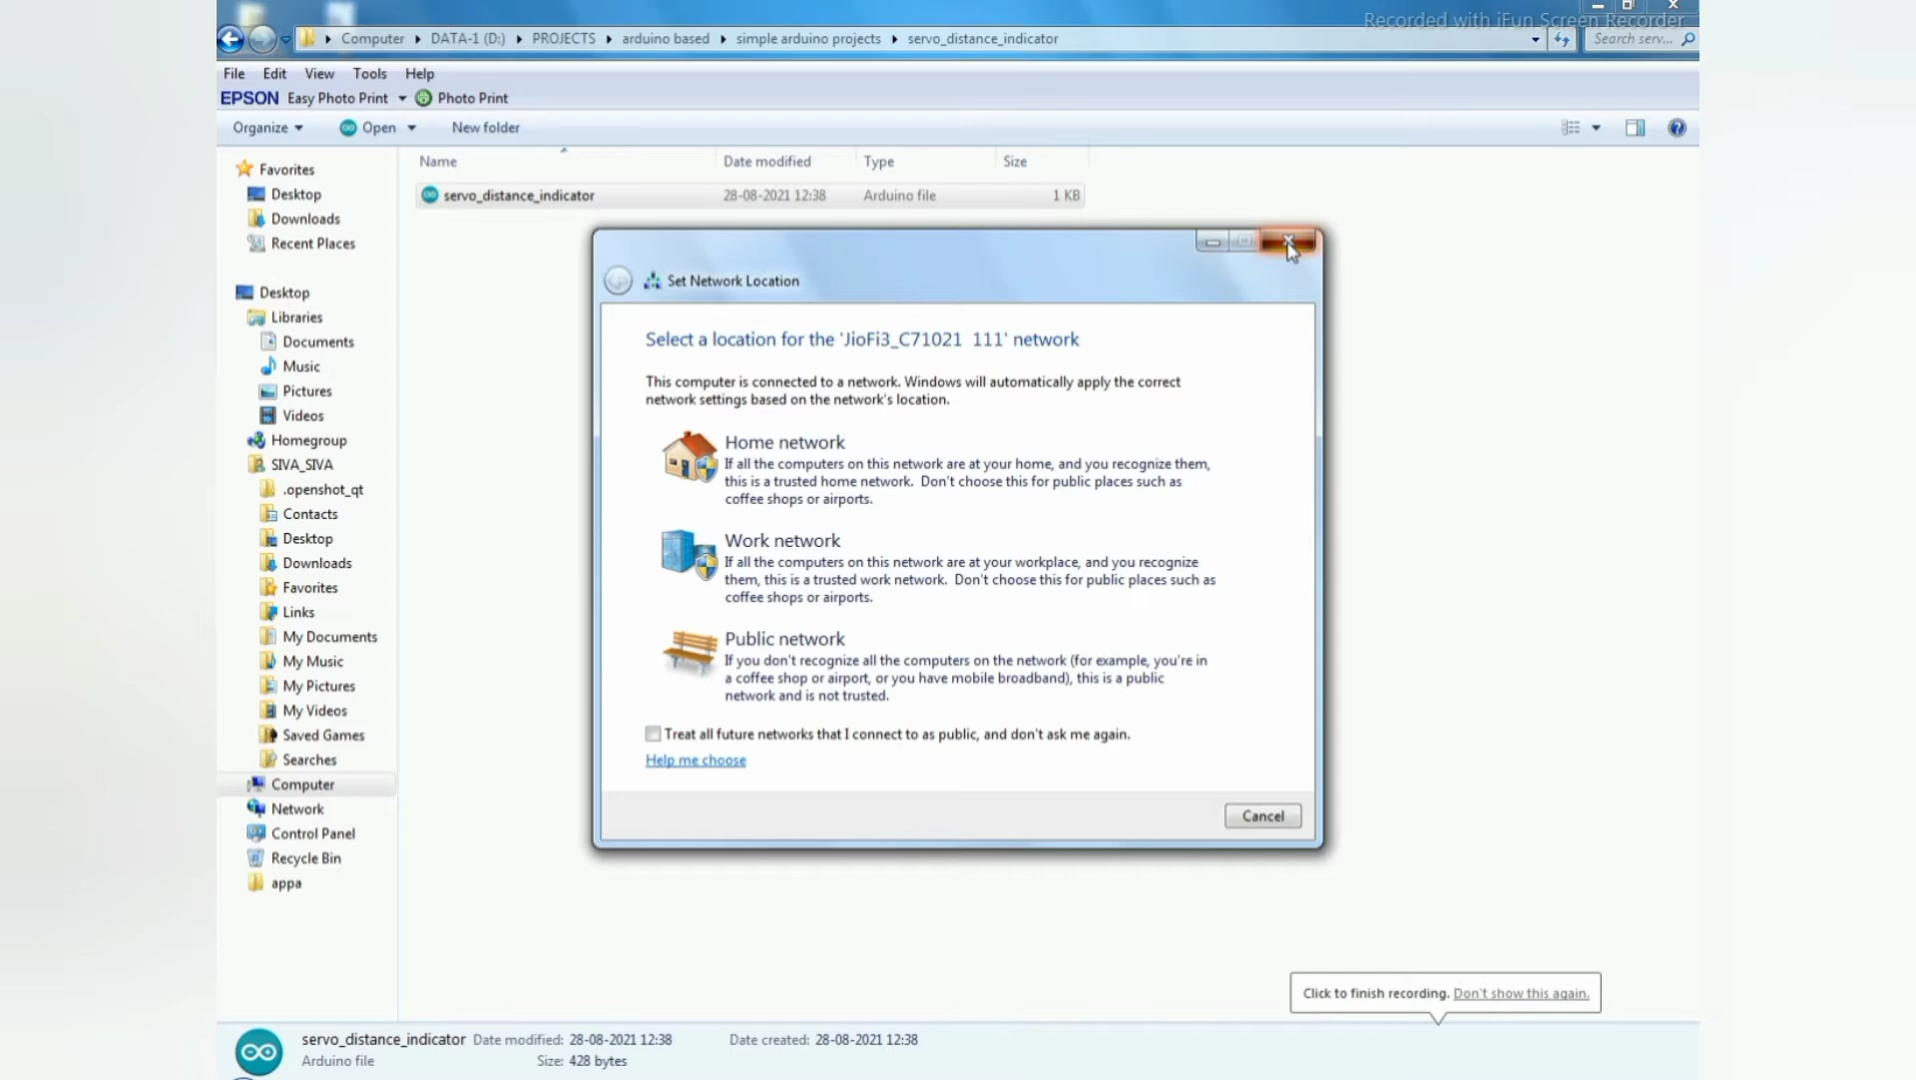 Recorded with iFun Screen Recorder
Computer DATA-1 (D:) PROJECTS arduino based simple arduino projects servo_distance_indicator
Search serv...
File Edit View Tools Help
EPSON Easy Photo Print Photo Print
Organize Open New folder
Name Date modified Type Size
servo_distance_indicator 28-08-2021 12:38 Arduino file 1 KB
Favorites
Desktop
Downloads
Recent Places
Desktop
Libraries
Documents
Music
Pictures
Videos
Homegroup
SIVA_SIVA
.openshot_qt
Contacts
Desktop
Downloads
Favorites
Links
My Documents
My Music
My Pictures
My Videos
Saved Games
Searches
Computer
Network
Control Panel
Recycle Bin
appa
Set Network Location
Select a location for the 'JioFi3_C71021 111' network
This computer is connected to a network. Windows will automatically apply the correct
network settings based on the network's location.
Home network
If all the computers on this network are at your home, and you recognize them,
this is a trusted home network. Don't choose this for public places such as
coffee shops or airports.
Work network
If all the computers on this network are at your workplace, and you recognize
them, this is a trusted work network. Don't choose this for public places such as
coffee shops or airports.
Public network
If you don't recognize all the computers on the network (for example, you're in
a coffee shop or airport, or you have mobile broadband), this is a public
network and is not trusted.
Treat all future networks that I connect to as public, and don't ask me again.
Help me choose
Cancel
Click to finish recording. Don't show this again.
servo_distance_indicator Date modified: 28-08-2021 12:38 Date created: 28-08-2021 12:38
Arduino file Size: 428 bytes